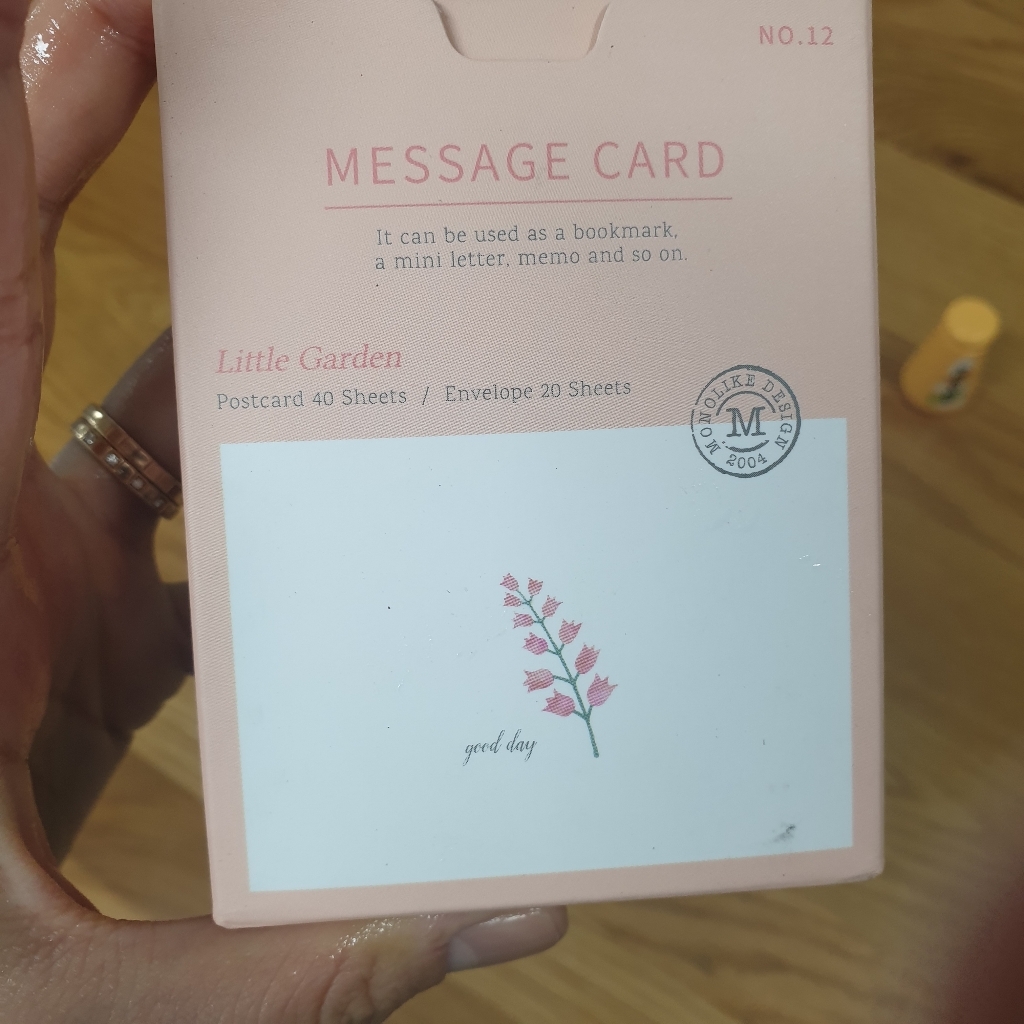 NO.12
MESSAGE CARD
It can be used as a bookmark,
a mini letter, memo and so on.
Little Garden
Postcard 40 Sheets / Envelope 20 Sheets
MONOLIKE DESIGN
M
2004
good day